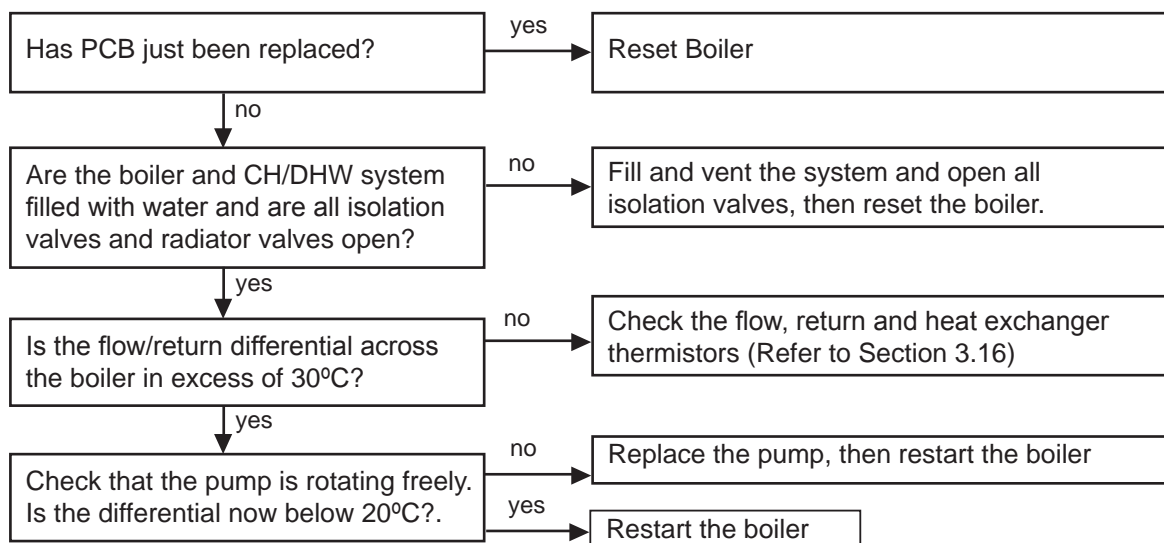 Has PCB just been replaced?
yes
Reset Boiler
no
Are the boiler and CH/DHW system
filled with water and are all isolation
valves and radiator valves open?
no
Fill and vent the system and open all
isolation valves, then reset the boiler.
yes
Is the flow/return differential across
the boiler in excess of 30ºC?
no
Check the flow, return and heat exchanger
thermistors (Refer to Section 3.16)
yes
Check that the pump is rotating freely.
Is the differential now below 20ºC?.
no
Replace the pump, then restart the boiler
yes
Restart the boiler